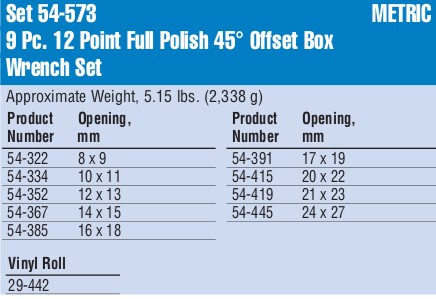 Set 54-573 METRIC
9 Pc. 12 Point Full Polish 45° Offset Box
Wrench Set
Approximate Weight, 5.15 lbs. (2,338 g)
Product Opening, Product Opening,
Number mm Number mm
54-322 8 x 9 54-391 17 x 19
54-334 10 x 11 54-415 20 x 22
54-352 12 x 13 54-419 21 x 23
54-367 14 x 15 54-445 24 x 27
54-385 16 x 18
Vinyl Roll
29-442